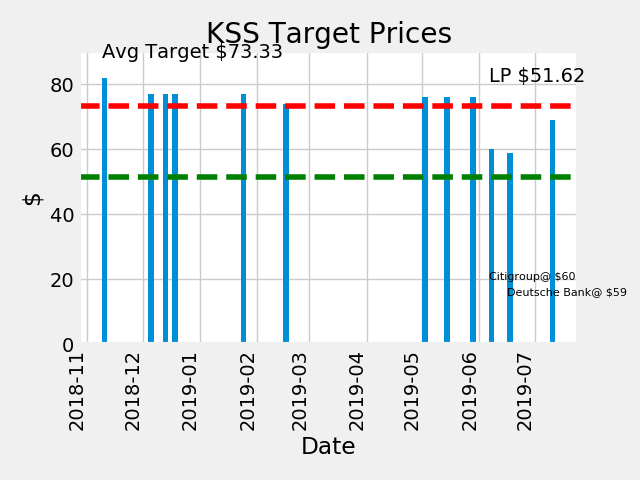 KSS Target Prices
Avg Target $73.33
LP $51.62
80
60
40
20
0
$
Citigroup@ $60
Deutsche Bank@ $59
2018-11
2018-12
2019-01
2019-02
2019-03
2019-04
2019-05
2019-06
2019-07
Date